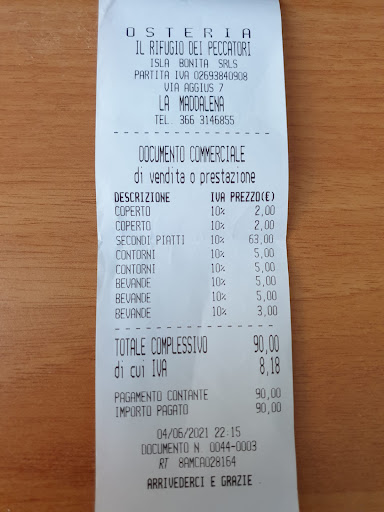 OSTERIA
IL RIFUGIO DEI PECCATORI
ISLA BONITA SRLS
PARTITA IVA 02693840908
VIA AGGIUS 7
LA MADDALENA
TEL. 366 3146855
DOCUMENTO COMMERCIALE
di vendita o prestazione
DESCRIZIONE IVA PREZZO(€)
COPERTO 10% 2,00
COPERTO 10% 2,00
SECONDI PIATTI 10% 63,00
CONTORNI 10% 5,00
CONTORNI 10% 5,00
BEVANDE 10% 5,00
BEVANDE 10% 5,00
BEVANDE 10% 3,00
TOTALE COMPLESSIVO 90,00
di cui IVA 8,18
PAGAMENTO CONTANTE 90,00
IMPORTO PAGATO 90,00
04/06/2021 22:15
DOCUMENTO N. 0044-0003
RT 8AMCA028164
ARRIVEDERCI E GRAZIE